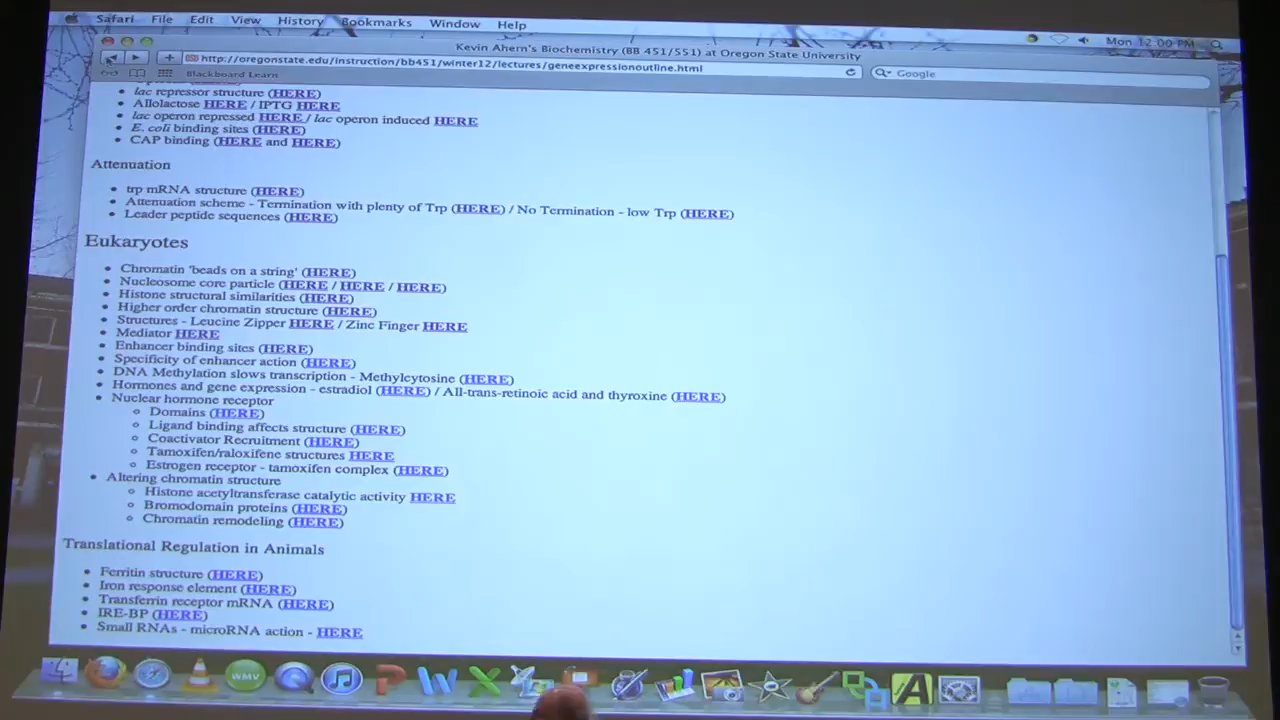 Safari File Edit View History Bookmarks Window Help
Mon 12:00 PM
Kevin Ahern's Biochemistry (BB 451/551) at Oregon State University
http://oregonstate.edu/instruction/bb451/winter12/lectures/geneexpressionoutline.html
Google
Blackboard Learn
lac repressor structure (HERE)
Allolactose HERE / IPTG HERE
lac operon repressed HERE / lac operon induced HERE
E. coli binding sites (HERE)
CAP binding (HERE and HERE)
Attenuation
trp mRNA structure (HERE)
Attenuation scheme - Termination with plenty of Trp (HERE) / No Termination - low Trp (HERE)
Leader peptide sequences (HERE)
Eukaryotes
Chromatin 'beads on a string' (HERE)
Nucleosome core particle (HERE / HERE / HERE)
Histone structural similarities (HERE)
Higher order chromatin structure (HERE)
Structures - Leucine Zipper HERE / Zinc Finger HERE
Mediator HERE
Enhancer binding sites (HERE)
Specificity of enhancer action (HERE)
DNA Methylation slows transcription - Methylcytosine (HERE)
Hormones and gene expression - estradiol (HERE) / All-trans-retinoic acid and thyroxine (HERE)
Nuclear hormone receptor
Domains (HERE)
Ligand binding affects structure (HERE)
Coactivator Recruitment (HERE)
Tamoxifen/raloxifene structures HERE
Estrogen receptor - tamoxifen complex (HERE)
Altering chromatin structure
Histone acetyltransferase catalytic activity HERE
Bromodomain proteins (HERE)
Chromatin remodeling (HERE)
Translational Regulation in Animals
Ferritin structure (HERE)
Iron response element (HERE)
Transferrin receptor mRNA (HERE)
IRE-BP (HERE)
Small RNAs - microRNA action - HERE
WMV